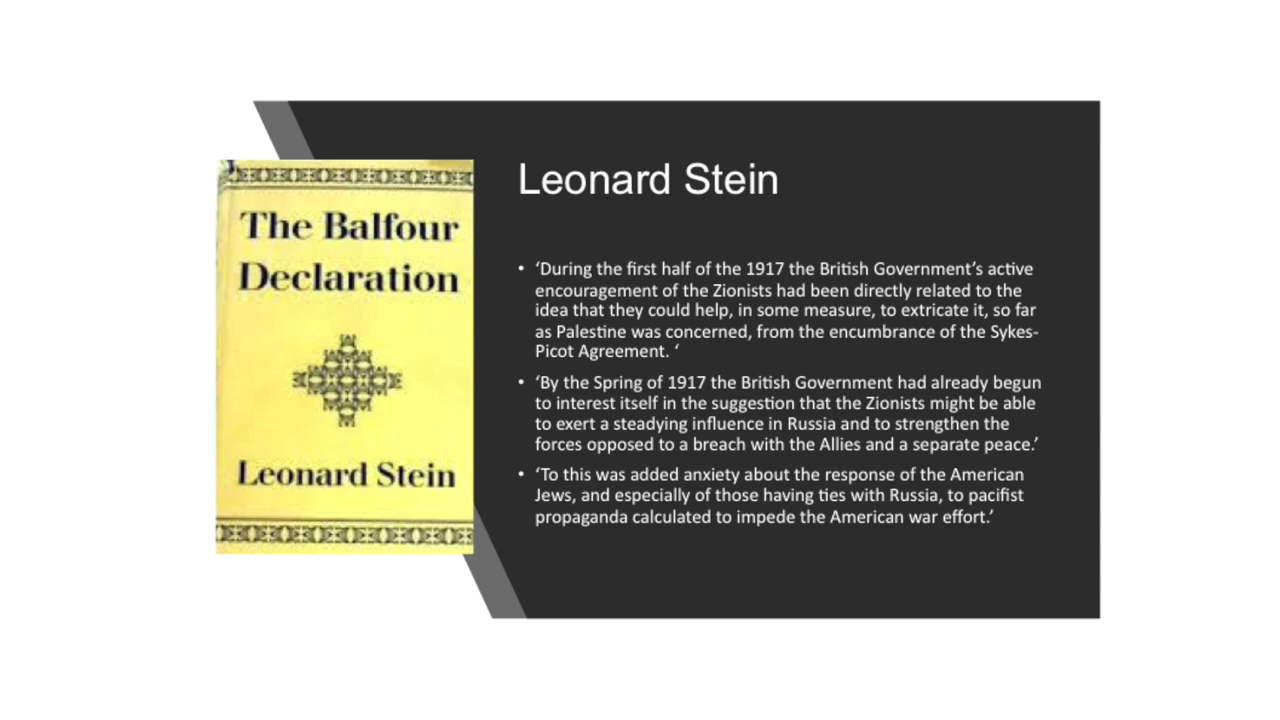 The Balfour
Declaration
Leonard Stein
Leonard Stein
• ‘During the first half of the 1917 the British Government’s active
encouragement of the Zionists had been directly related to the
idea that they could help, in some measure, to extricate it, so far
as Palestine was concerned, from the encumbrance of the Sykes-
Picot Agreement. ‘
• ‘By the Spring of 1917 the British Government had already begun
to interest itself in the suggestion that the Zionists might be able
to exert a steadying influence in Russia and to strengthen the
forces opposed to a breach with the Allies and a separate peace.’
• ‘To this was added anxiety about the response of the American
Jews, and especially of those having ties with Russia, to pacifist
propaganda calculated to impede the American war effort.’